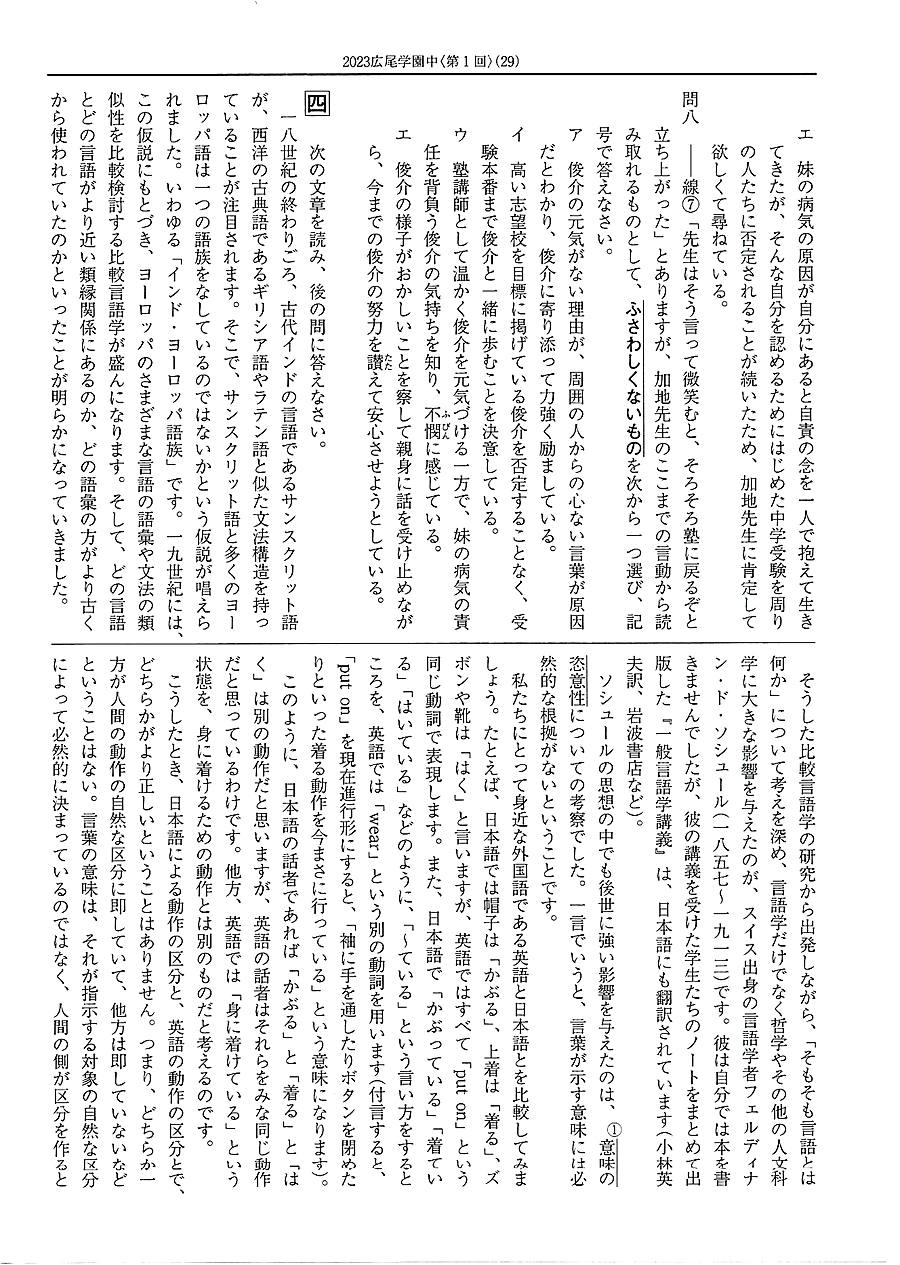 2023広尾学園中〈第1回〉(29)
エ 妹の病気の原因が自分にあると自責の念を一人で抱えて生き
てきたが、そんな自分を認めるためにはじめた中学受験を周り
の人たちに否定されることが続いたため、加地先生に肯定して
欲しくて尋ねている。
問八 ――線⑦「先生はそう言って微笑むと、そろそろ塾に戻るぞと
立ち上がった」とありますが、加地先生のここまでの言動から読
み取れるものとして、ふさわしくないものを次から一つ選び、記
号で答えなさい。
ア 俊介の元気がない理由が、周囲の人からの心ない言葉が原因
だとわかり、俊介に寄り添って力強く励ましている。
イ 高い志望校を目標に掲げている俊介を否定することなく、受
験本番まで俊介と一緒に歩むことを決意している。
ウ 塾講師として温かく俊介を元気づける一方で、妹の病気の責
任を背負う俊介の気持ちを知り、不憫に感じている。
ふびん
エ 俊介の様子がおかしいことを察して親身に話を受け止めなが
ら、今までの俊介の努力を讃えて安心させようとしている。
たた
四 次の文章を読み、後の問に答えなさい。
一八世紀の終わりごろ、古代インドの言語であるサンスクリット語
が、西洋の古典語であるギリシア語やラテン語と似た文法構造を持っ
ていることが注目されます。そこで、サンスクリット語と多くのヨー
ロッパ語は一つの語族をなしているのではないかという仮説が唱えら
れました。いわゆる「インド・ヨーロッパ語族」です。一九世紀には、
この仮説にもとづき、ヨーロッパのさまざまな言語の語彙や文法の類
似性を比較検討する比較言語学が盛んになります。そして、どの言語
とどの言語がより近い類縁関係にあるのか、どの語彙の方がより古く
から使われていたのかといったことが明らかになっていきました。
そうした比較言語学の研究から出発しながら、「そもそも言語とは
何か」について考えを深め、言語学だけでなく哲学やその他の人文科
学に大きな影響を与えたのが、スイス出身の言語学者フェルディナ
ン・ド・ソシュール(一八五七〜一九一三)です。彼は自分では本を書
きませんでしたが、彼の講義を受けた学生たちのノートをまとめて出
版した『一般言語学講義』は、日本語にも翻訳されています(小林英
夫訳、岩波書店など)。
ソシュールの思想の中でも後世に強い影響を与えたのは、①意味の
恣意性についての考察でした。一言でいうと、言葉が示す意味には必
然的な根拠がないということです。
私たちにとって身近な外国語である英語と日本語とを比較してみま
しょう。たとえば、日本語では帽子は「かぶる」、上着は「着る」、ズ
ボンや靴は「はく」と言いますが、英語ではすべて「put on」という
同じ動詞で表現します。また、日本語で「かぶっている」「着てい
る」「はいている」などのように、「〜ている」という言い方をすると
ころを、英語では「wear」という別の動詞を用います(付言すると、
「put on」を現在進行形にすると、「袖に手を通したりボタンを閉めた
りといった着る動作を今まさに行っている」という意味になります)。
このように、日本語の話者であれば「かぶる」と「着る」と「は
く」は別の動作だと思いますが、英語の話者はそれらをみな同じ動作
だと思っているわけです。他方、英語では「身に着けている」という
状態を、身に着けるための動作とは別のものだと考えるのです。
こうしたとき、日本語による動作の区分と、英語の動作の区分とで、
どちらかがより正しいということはありません。つまり、どちらか一
方が人間の動作の自然な区分に即していて、他方は即していないなど
ということはない。言葉の意味は、それが指示する対象の自然な区分
によって必然的に決まっているのではなく、人間の側が区分を作ると